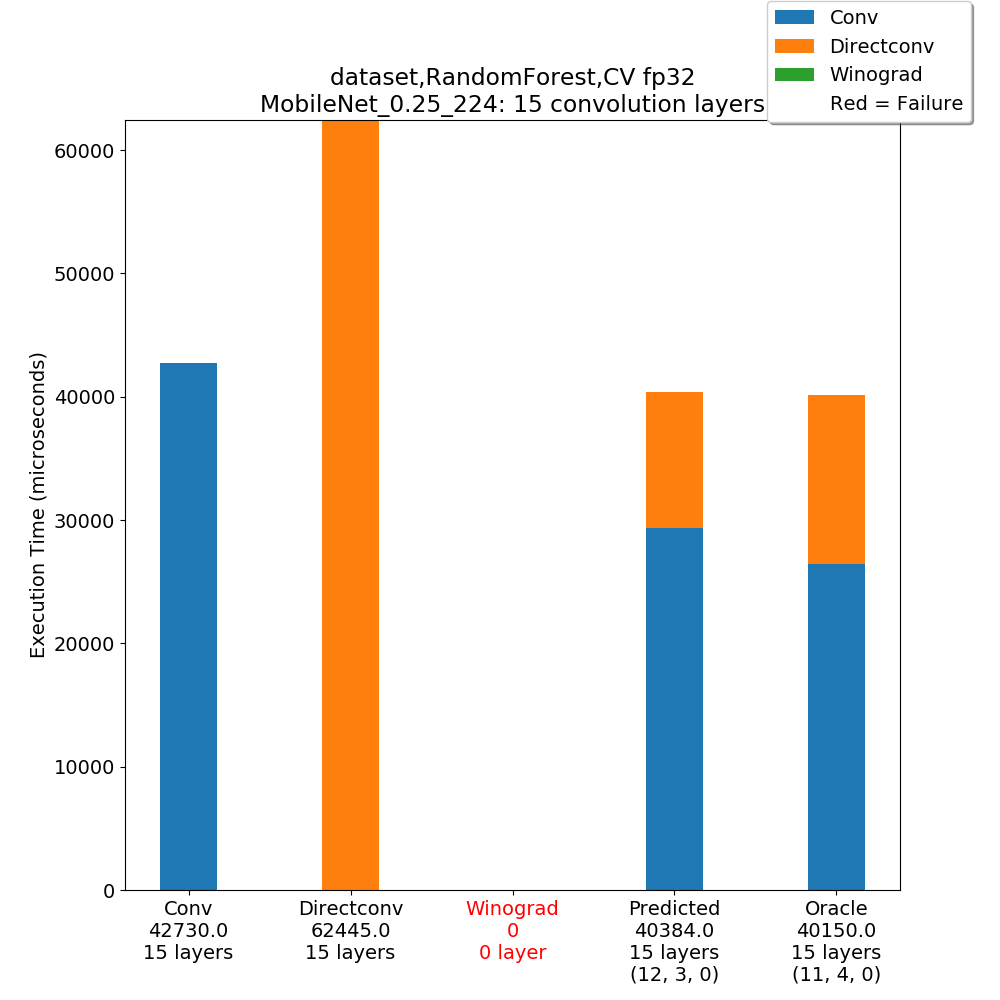 Conv
Directconv
Winograd
Red = Failure
dataset,RandomForest,CV fp32
MobileNet_0.25_224: 15 convolution layers
Execution Time (microseconds)
60000
50000
40000
30000
20000
10000
0
Conv
42730.0
15 layers
Directconv
62445.0
15 layers
Winograd
0
0 layer
Predicted
40384.0
15 layers
(12, 3, 0)
Oracle
40150.0
15 layers
(11, 4, 0)